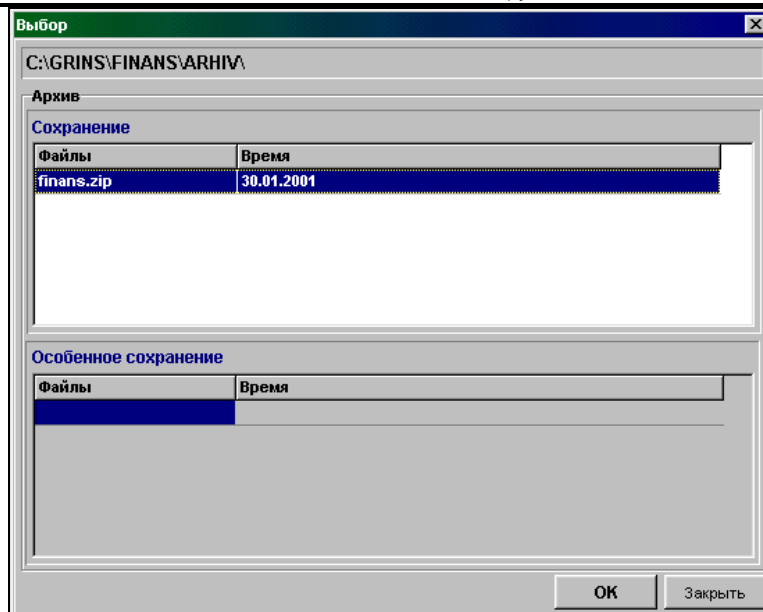 Выбор
C:\GRINS\FINANS\ARHIV\
Архив
Сохранение
Файлы Время
finans.zip 30.01.2001
Особенное сохранение
Файлы Время
OK Закрыть